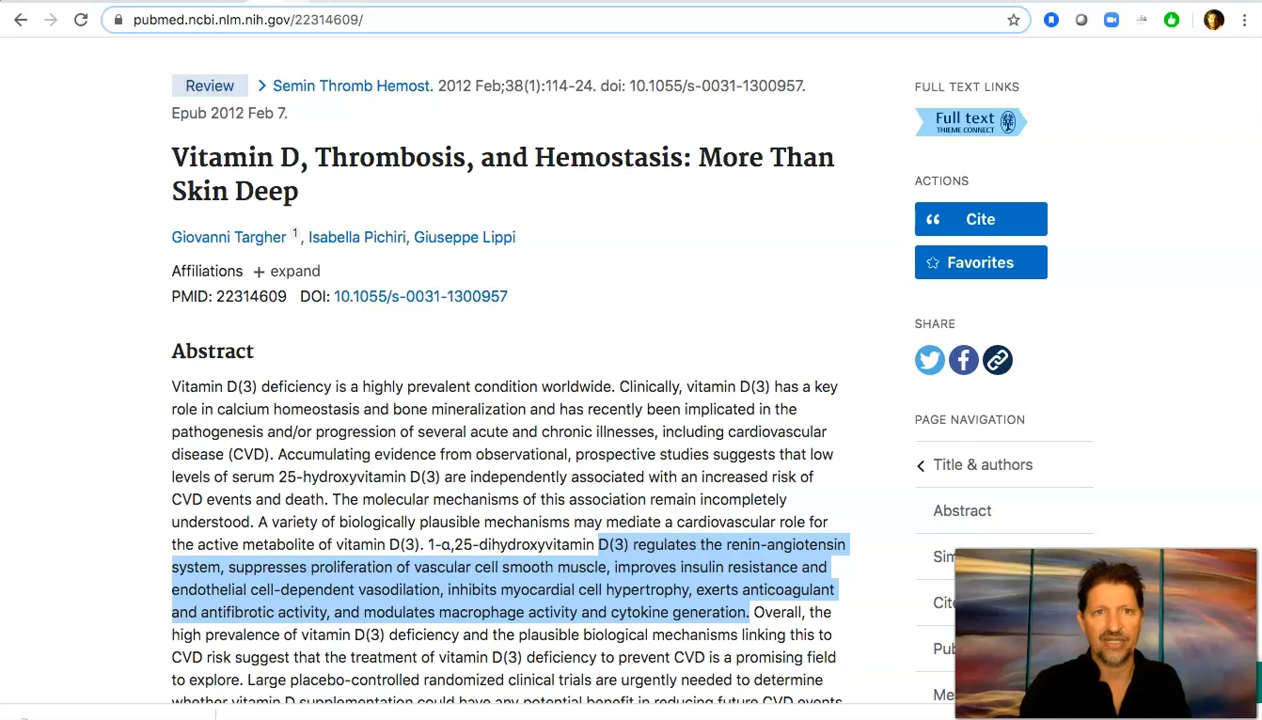 pubmed.ncbi.nlm.nih.gov/22314609/
Review
Semin Thromb Hemost. 2012 Feb;38(1):114-24. doi: 10.1055/s-0031-1300957.
Epub 2012 Feb 7.
Vitamin D, Thrombosis, and Hemostasis: More Than
Skin Deep
Giovanni Targher 1, Isabella Pichiri, Giuseppe Lippi
Affiliations + expand
PMID: 22314609 DOI: 10.1055/s-0031-1300957
Abstract
Vitamin D(3) deficiency is a highly prevalent condition worldwide. Clinically, vitamin D(3) has a key
role in calcium homeostasis and bone mineralization and has recently been implicated in the
pathogenesis and/or progression of several acute and chronic illnesses, including cardiovascular
disease (CVD). Accumulating evidence from observational, prospective studies suggests that low
levels of serum 25-hydroxyvitamin D(3) are independently associated with an increased risk of
CVD events and death. The molecular mechanisms of this association remain incompletely
understood. A variety of biologically plausible mechanisms may mediate a cardiovascular role for
the active metabolite of vitamin D(3). 1-α,25-dihydroxyvitamin D(3) regulates the renin-angiotensin
system, suppresses proliferation of vascular cell smooth muscle, improves insulin resistance and
endothelial cell-dependent vasodilation, inhibits myocardial cell hypertrophy, exerts anticoagulant
and antifibrotic activity, and modulates macrophage activity and cytokine generation. Overall, the
high prevalence of vitamin D(3) deficiency and the plausible biological mechanisms linking this to
CVD risk suggest that the treatment of vitamin D(3) deficiency to prevent CVD is a promising field
to explore. Large placebo-controlled randomized clinical trials are urgently needed to determine
whether vitamin D supplementation could have any potential benefit in reducing future CVD events
FULL TEXT LINKS
Full text
THIEME CONNECT
ACTIONS
Cite
Favorites
SHARE
PAGE NAVIGATION
Title & authors
Abstract
Sim
Cite
Pub
Me